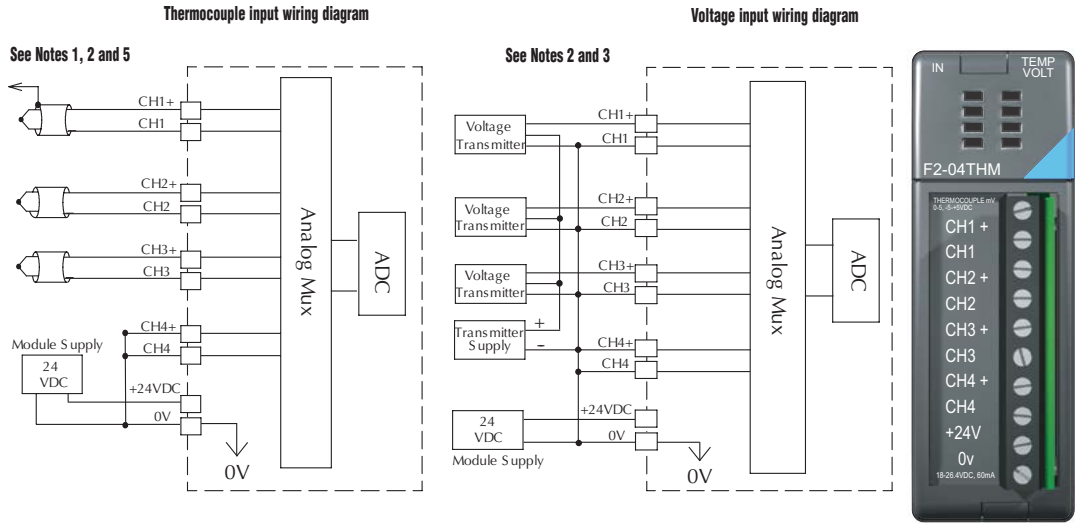 Thermocouple input wiring diagram
See Notes 1, 2 and 5
CH1+
CH1
CH2+
CH2
CH3+
CH3
CH4+
CH4
Module Supply
24
VDC
+24VDC
0V
0V
Analog Mux
ADC
Voltage input wiring diagram
See Notes 2 and 3
Voltage
Transmitter
CH1+
CH1
Voltage
Transmitter
CH2+
CH2
Voltage
Transmitter
CH3+
CH3
Transmitter
Supply
+
–
CH4+
CH4
24
VDC
Module Supply
+24VDC
0V
0V
Analog Mux
ADC
IN
TEMP
VOLT
F2-04THM
THERMOCOUPLE mV
0-5, -5-+5VDC
CH1 +
CH1
CH2 +
CH2
CH3 +
CH3
CH4 +
CH4
+24V
0v
18-26.4VDC, 60mA